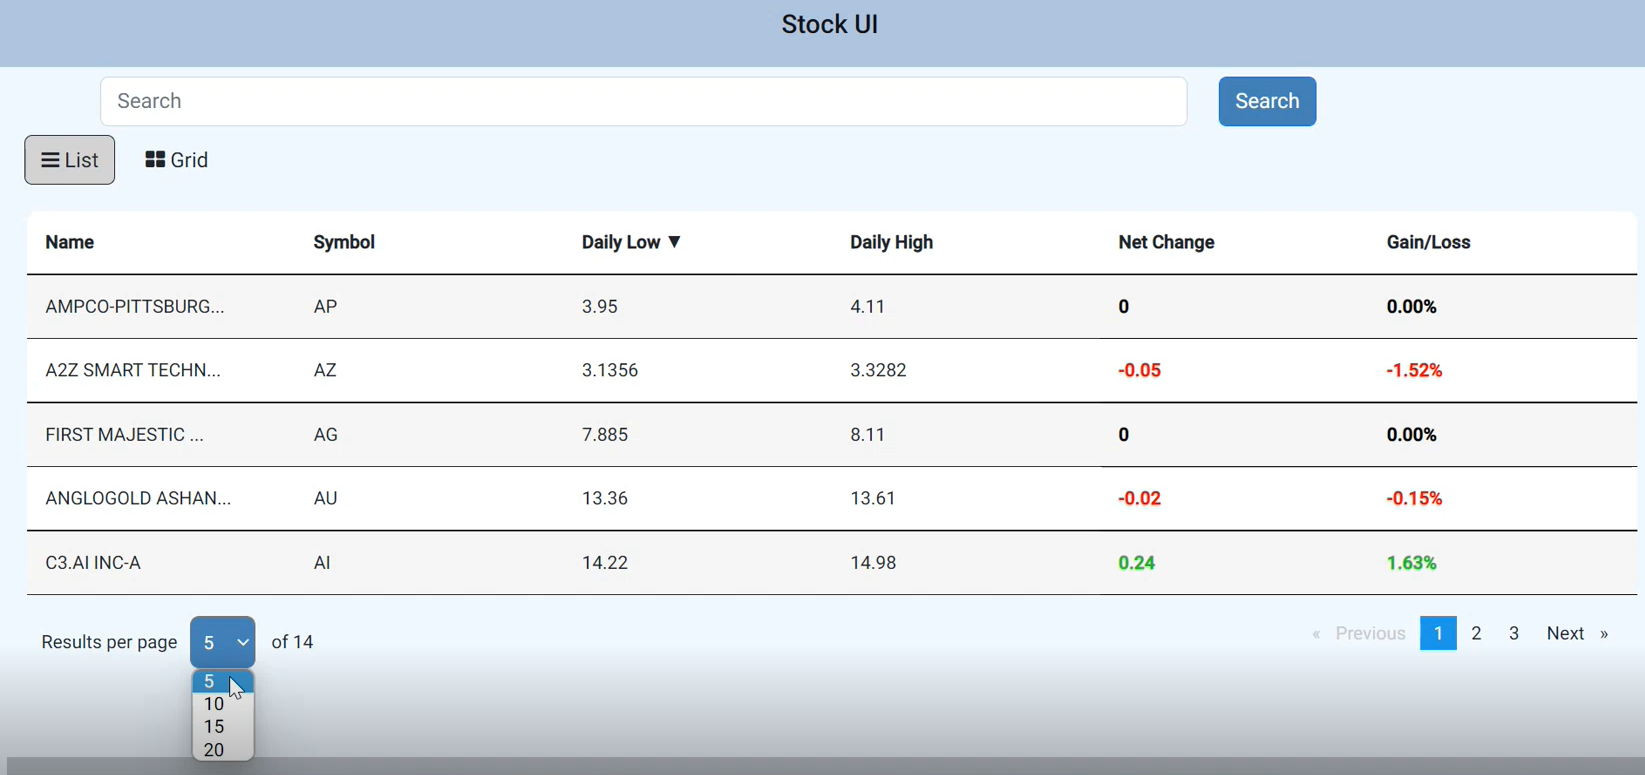 Stock UI
Search Search
List Grid
Name Symbol Daily Low ▼ Daily High Net Change Gain/Loss
AMPCO-PITTSBURG... AP 3.95 4.11 0 0.00%
A2Z SMART TECHN... AZ 3.1356 3.3282 -0.05 -1.52%
FIRST MAJESTIC ... AG 7.885 8.11 0 0.00%
ANGLOGOLD ASHAN... AU 13.36 13.61 -0.02 -0.15%
C3.AI INC-A AI 14.22 14.98 0.24 1.63%
Results per page 5 of 14 « Previous 1 2 3 Next »
5
10
15
20